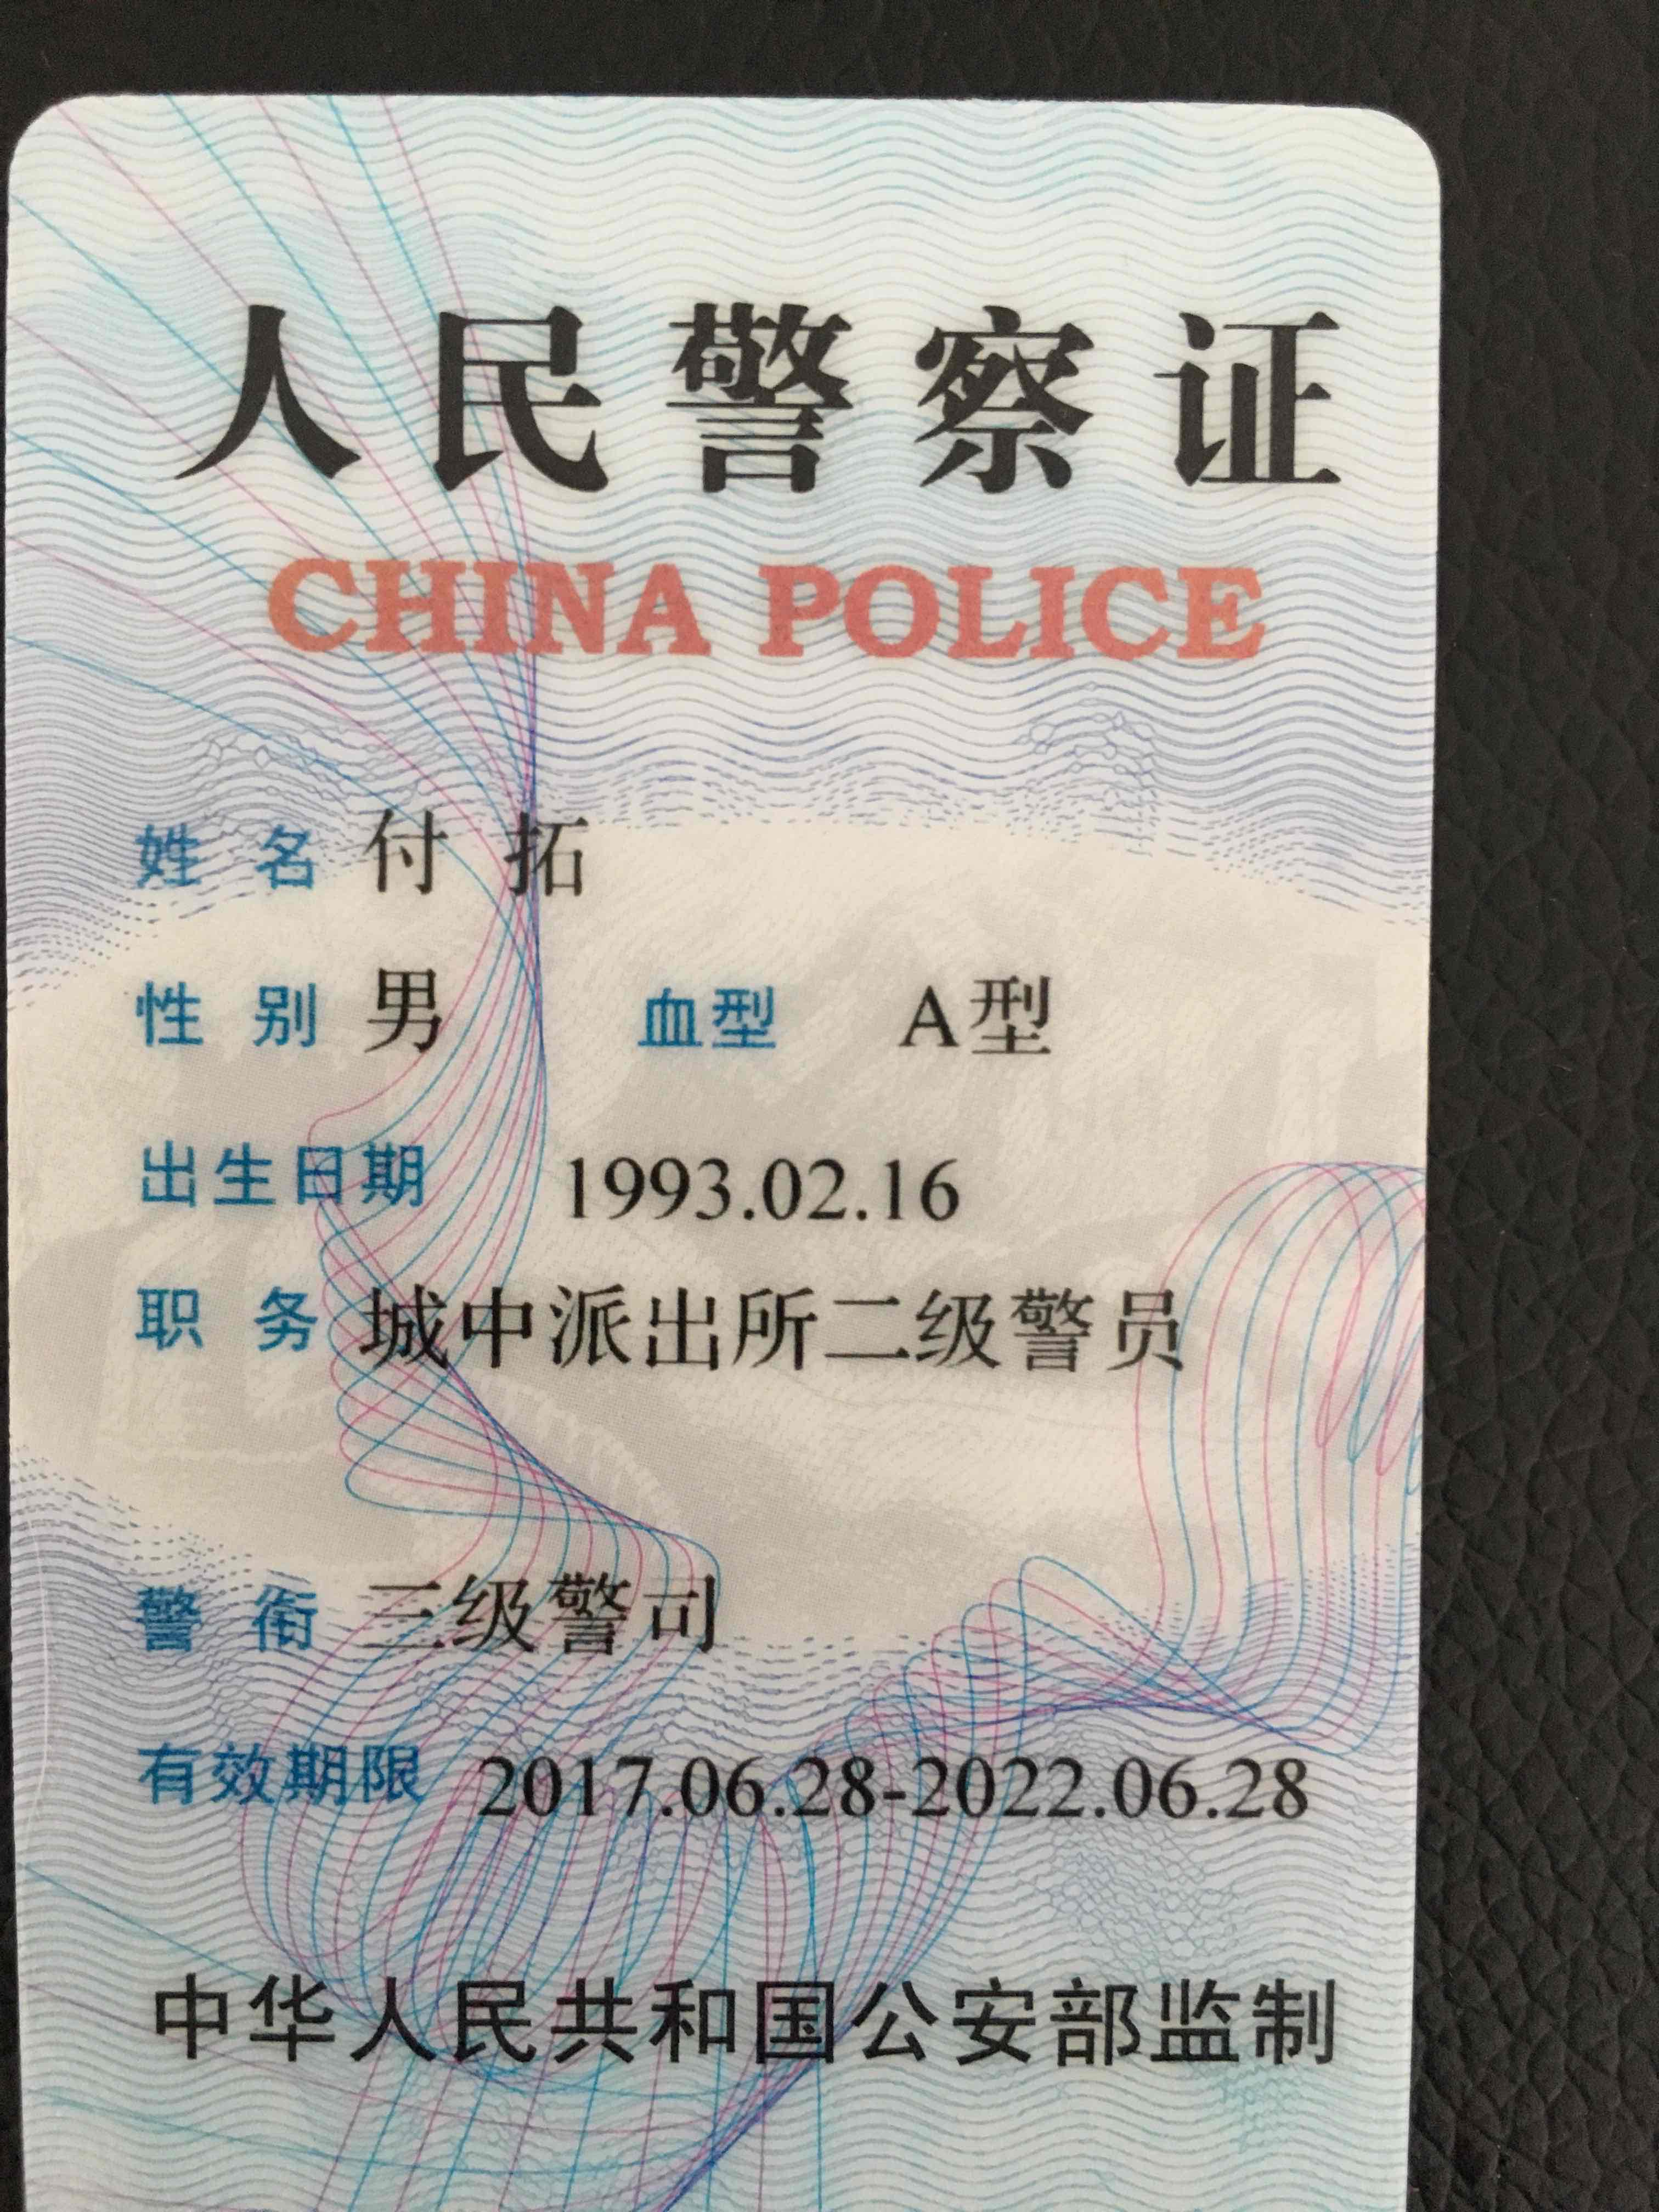 人民警察证
CHINA POLICE
姓名 付拓
性别 男 血型 A型
出生日期 1993.02.16
职务 城中派出所二级警员
警衔 三级警司
有效期限 2017.06.28-2022.06.28
中华人民共和国公安部监制